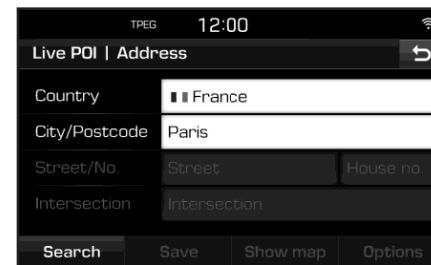 TPEG 12:00
Live POI | Address
Country France
City/Postcode Paris
Street/No. Street House no.
Intersection Intersection
Search Save Show map Options